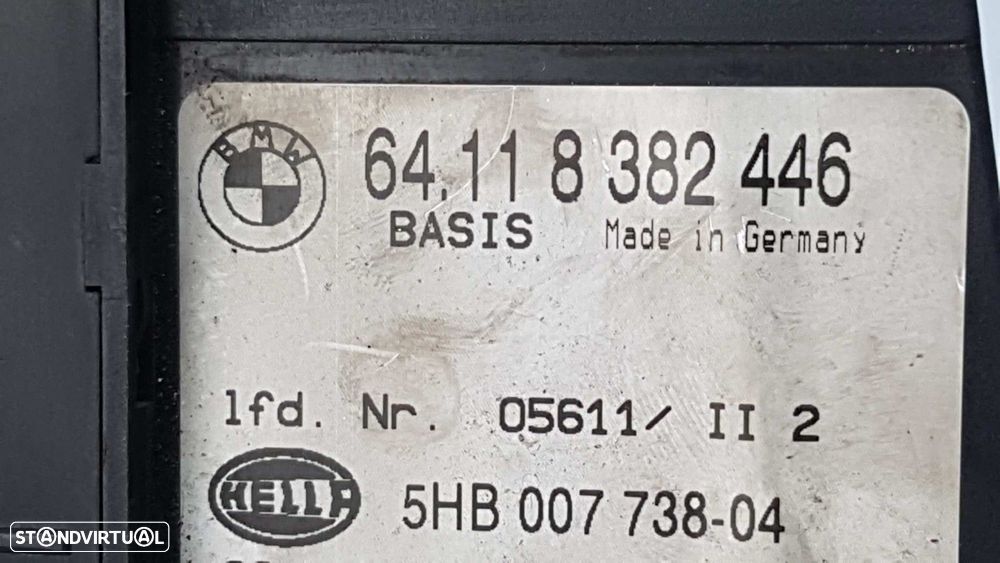 BMW
64.11 8 382 446
BASIS Made in Germany
lfd. Nr. 05611/ II 2
HELLA 5HB 007 738-04
STANDVIRTUAL